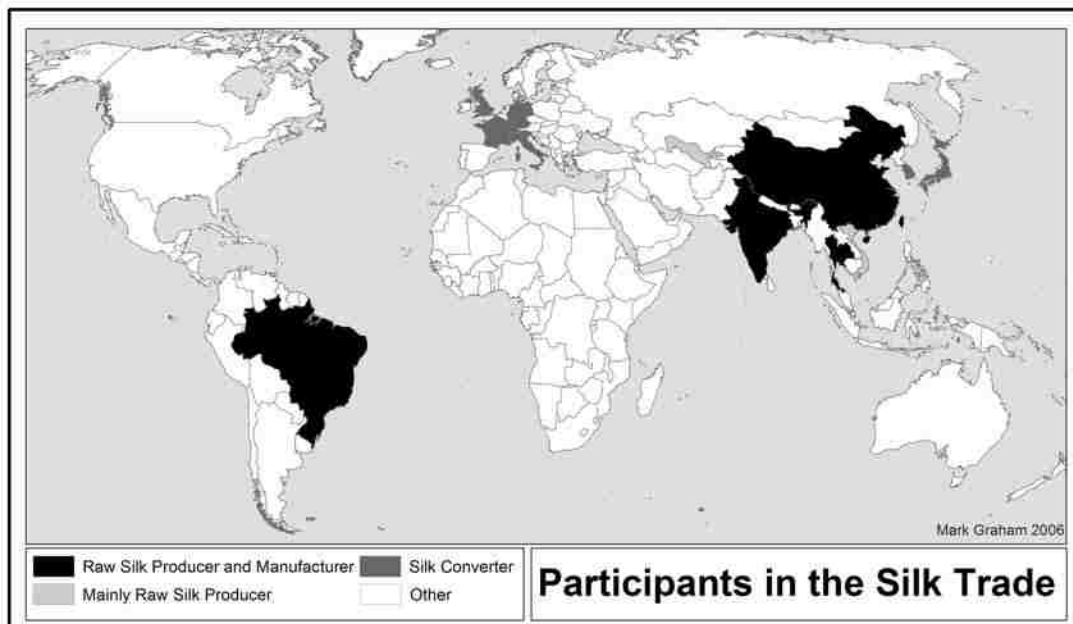 Mark Graham 2006
Raw Silk Producer and Manufacturer
Silk Converter
Mainly Raw Silk Producer
Other
Participants in the Silk Trade